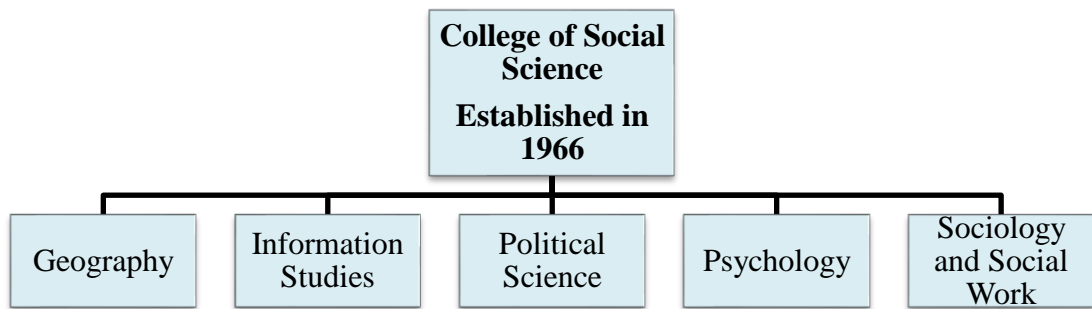 College of Social
Science
Established in
1966
Geography
Information
Studies
Political
Science
Psychology
Sociology
and Social
Work